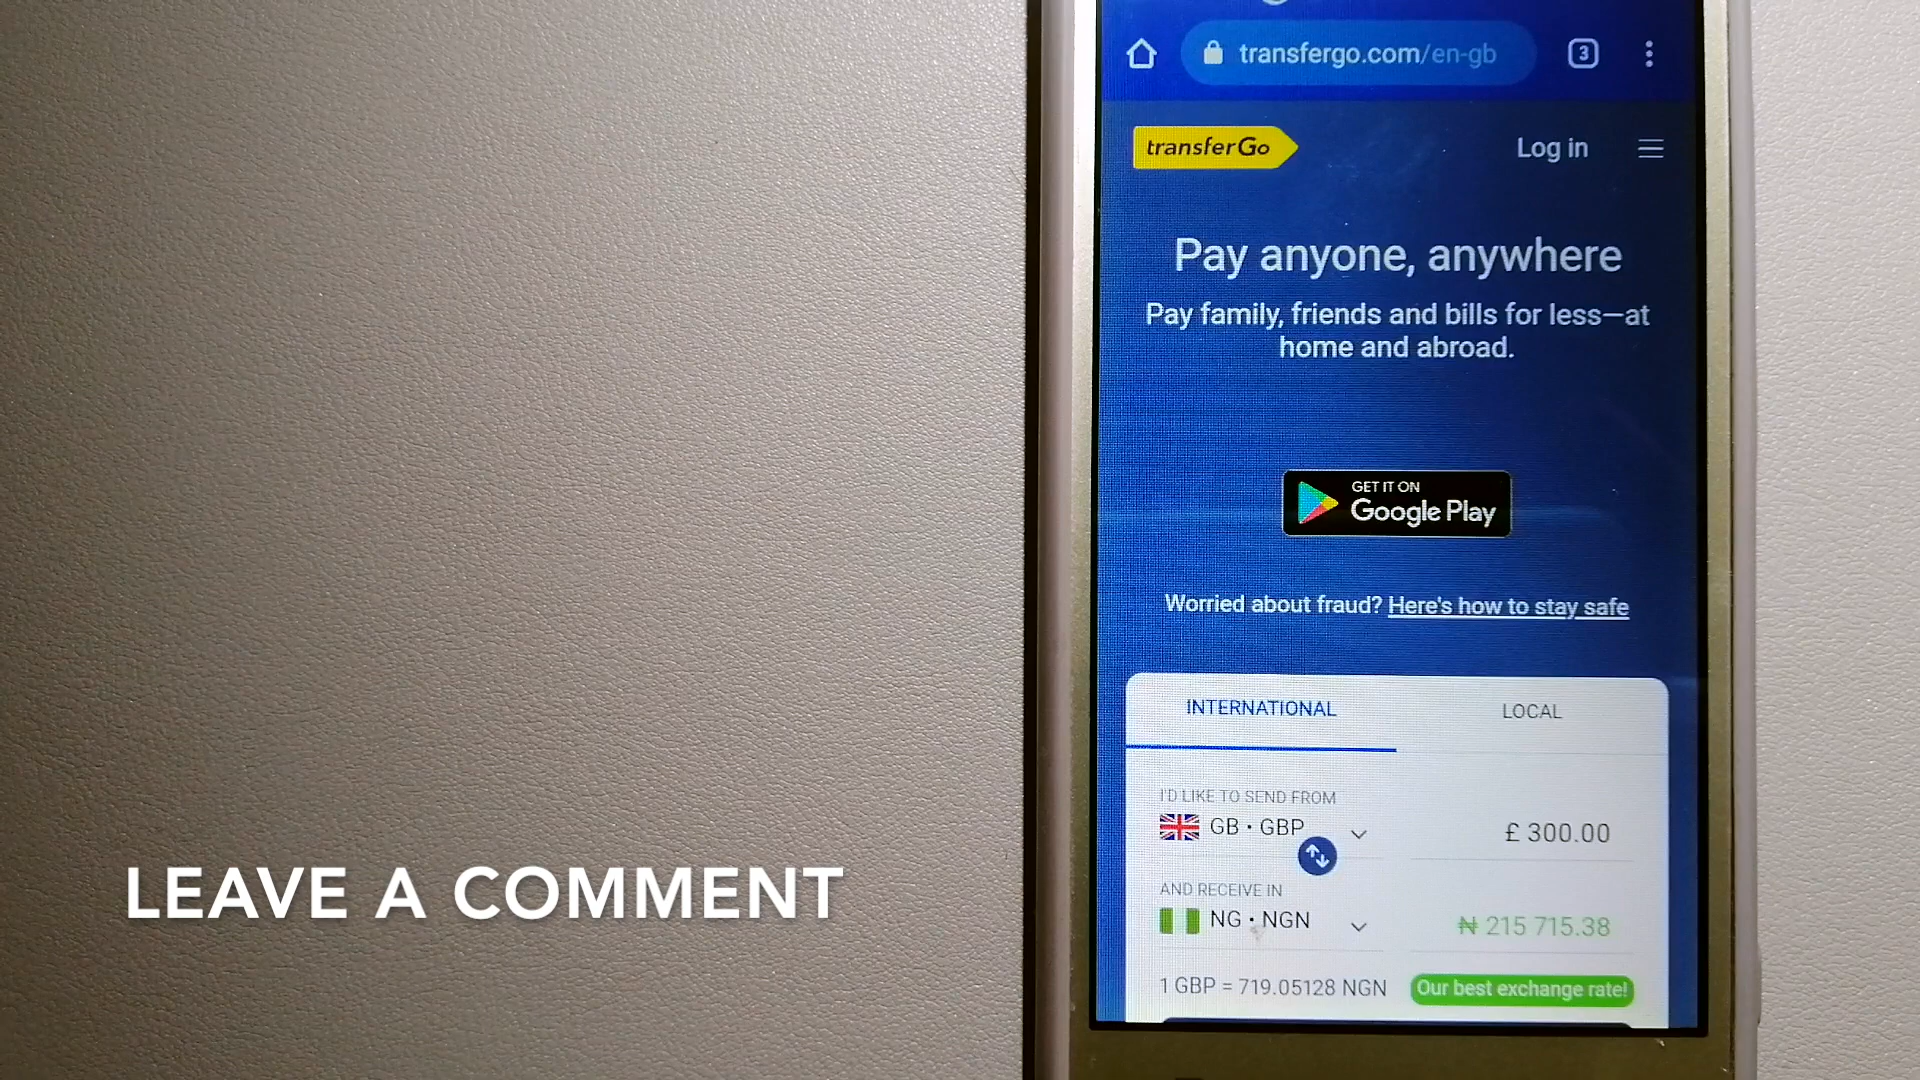 transfergo.com/en-gb
3
transferGo
Log in
Pay anyone, anywhere
Pay family, friends and bills for less—at
home and abroad.
GET IT ON
Google Play
Worried about fraud? Here's how to stay safe
INTERNATIONAL
LOCAL
I'D LIKE TO SEND FROM
GB • GBP
£ 300.00
AND RECEIVE IN
NG • NGN
₦ 215 715.38
1 GBP = 719.05128 NGN
Our best exchange rate!
LEAVE A COMMENT